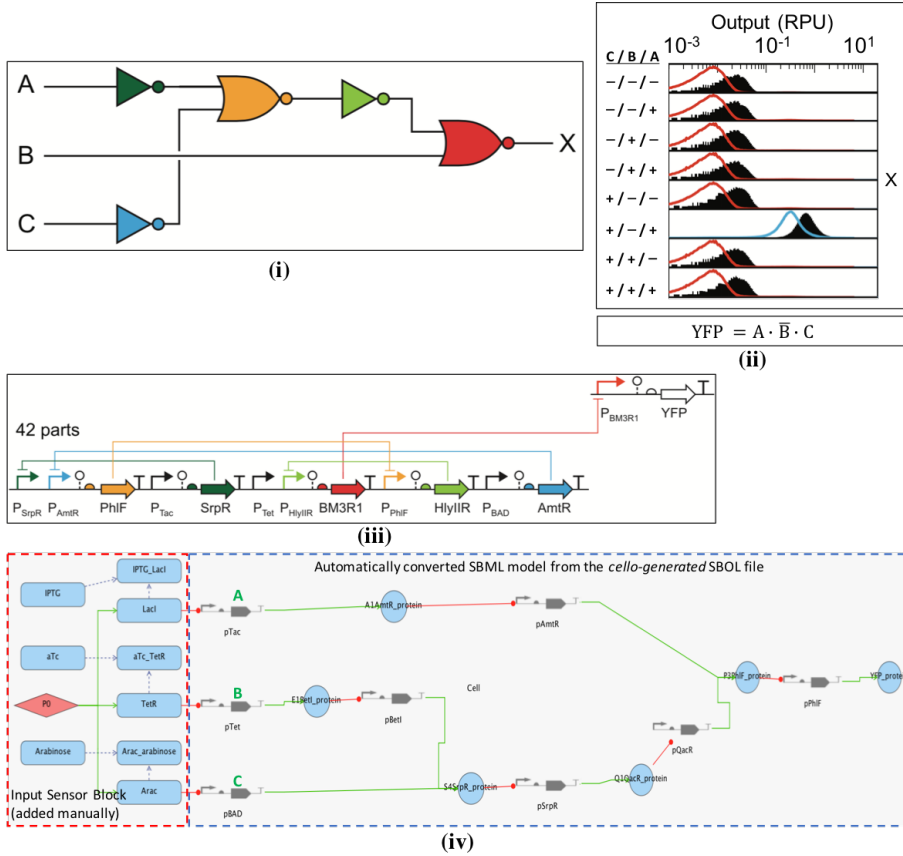 A
B
C
X
(i)
Output (RPU)
C / B / A
10-3
10-1
101
− / − / −
− / − / +
− / + / −
− / + / +
+ / − / −
+ / − / +
+ / + / −
+ / + / +
X
YFP = A · B̅ · C
(ii)
42 parts
PBM3R1
YFP
PSrpR
PAmtR
PhlF
PTac
SrpR
PTet
PHlyIIR
BM3R1
PPhlF
HlyIIR
PBAD
AmtR
(iii)
Automatically converted SBML model from the cello-generated SBOL file
IPTG
IPTG_LacI
LacI
aTc
aTc_TetR
P0
TetR
Arabinose
Arac_arabinose
Arac
Input Sensor Block
(added manually)
A
pTac
A1AmtR_protein
pAmtR
B
pTet
E1BetI_protein
pBetI
Cell
P3PhlF_protein
pPhlF
YFP_prote
pQacR
C
pBAD
S4SrpR_protein
pSrpR
Q1QacR_protein
(iv)